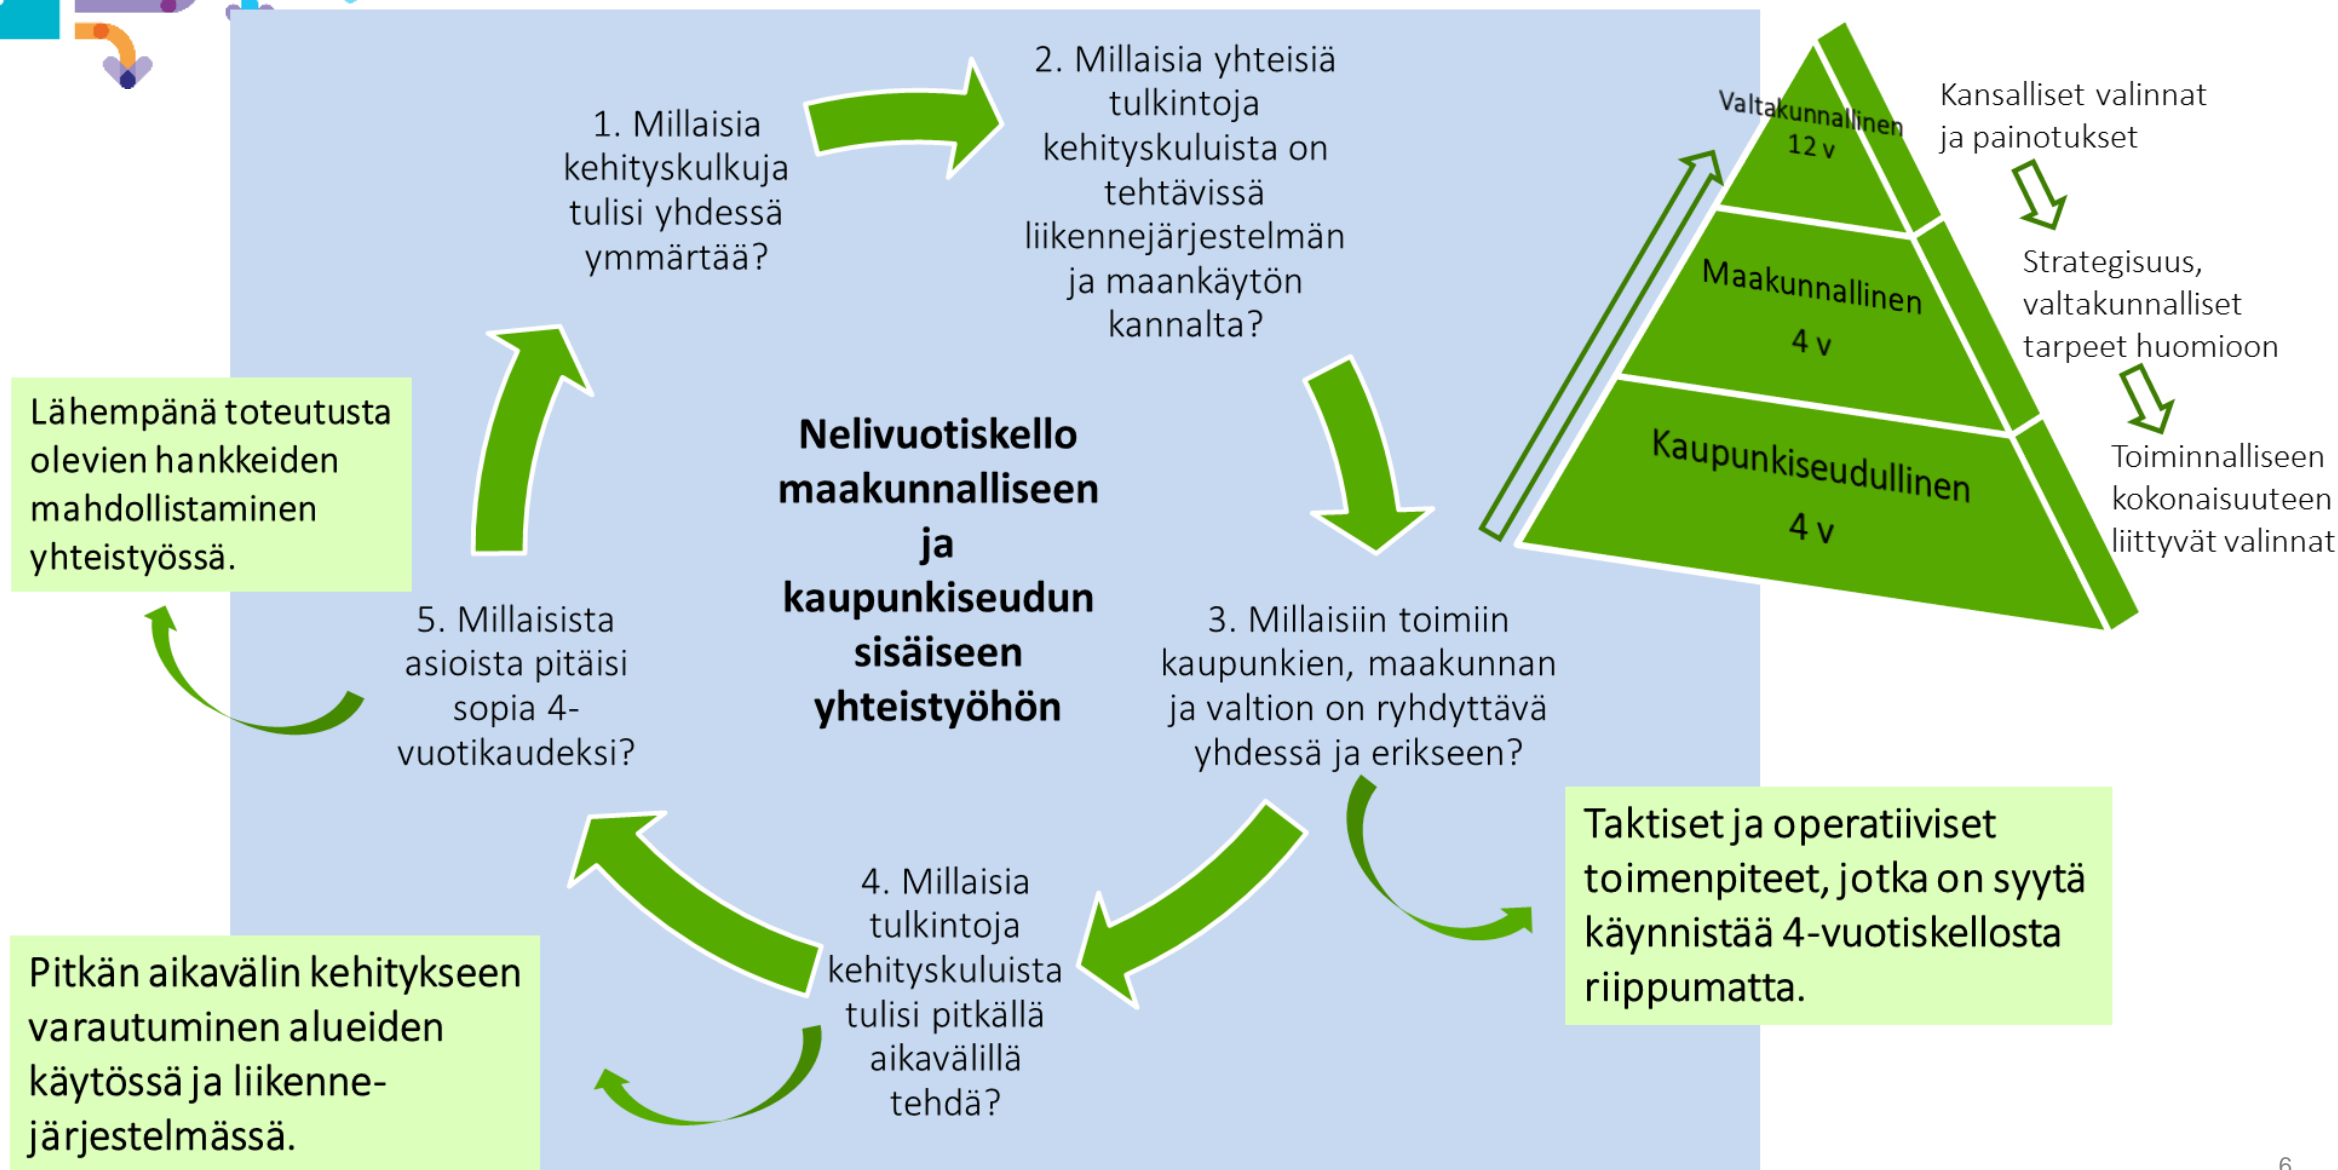 1. Millaisia
kehityskulkuja
tulisi yhdessä
ymmärtää?
2. Millaisia yhteisiä
tulkintoja
kehityskuluista on
tehtävissä
liikennejärjestelmän
ja maankäytön
kannalta?
3. Millaisiin toimiin
kaupunkien, maakunnan
ja valtion on ryhdyttävä
yhdessä ja erikseen?
Taktiset ja operatiiviset
toimenpiteet, jotka on syytä
käynnistää 4-vuotiskellosta
riippumatta.
4. Millaisia
tulkintoja
kehityskuluista
tulisi pitkällä
aikavälillä
tehdä?
Pitkän aikavälin kehitykseen
varautuminen alueiden
käytössä ja liikenne-
järjestelmässä.
5. Millaisista
asioista pitäisi
sopia 4-
vuotikaudeksi?
Lähempänä toteutusta
olevien hankkeiden
mahdollistaminen
yhteistyössä.
Nelivuotiskello
maakunnalliseen
ja
kaupunkiseudun
sisäiseen
yhteistyöhön
Valtakunnallinen
12 v
Maakunnallinen
4 v
Kaupunkiseudullinen
4 v
Kansalliset valinnat
ja painotukset
Strategisuus,
valtakunnalliset
tarpeet huomioon
Toiminnalliseen
kokonaisuuteen
liittyvät valinnat
6